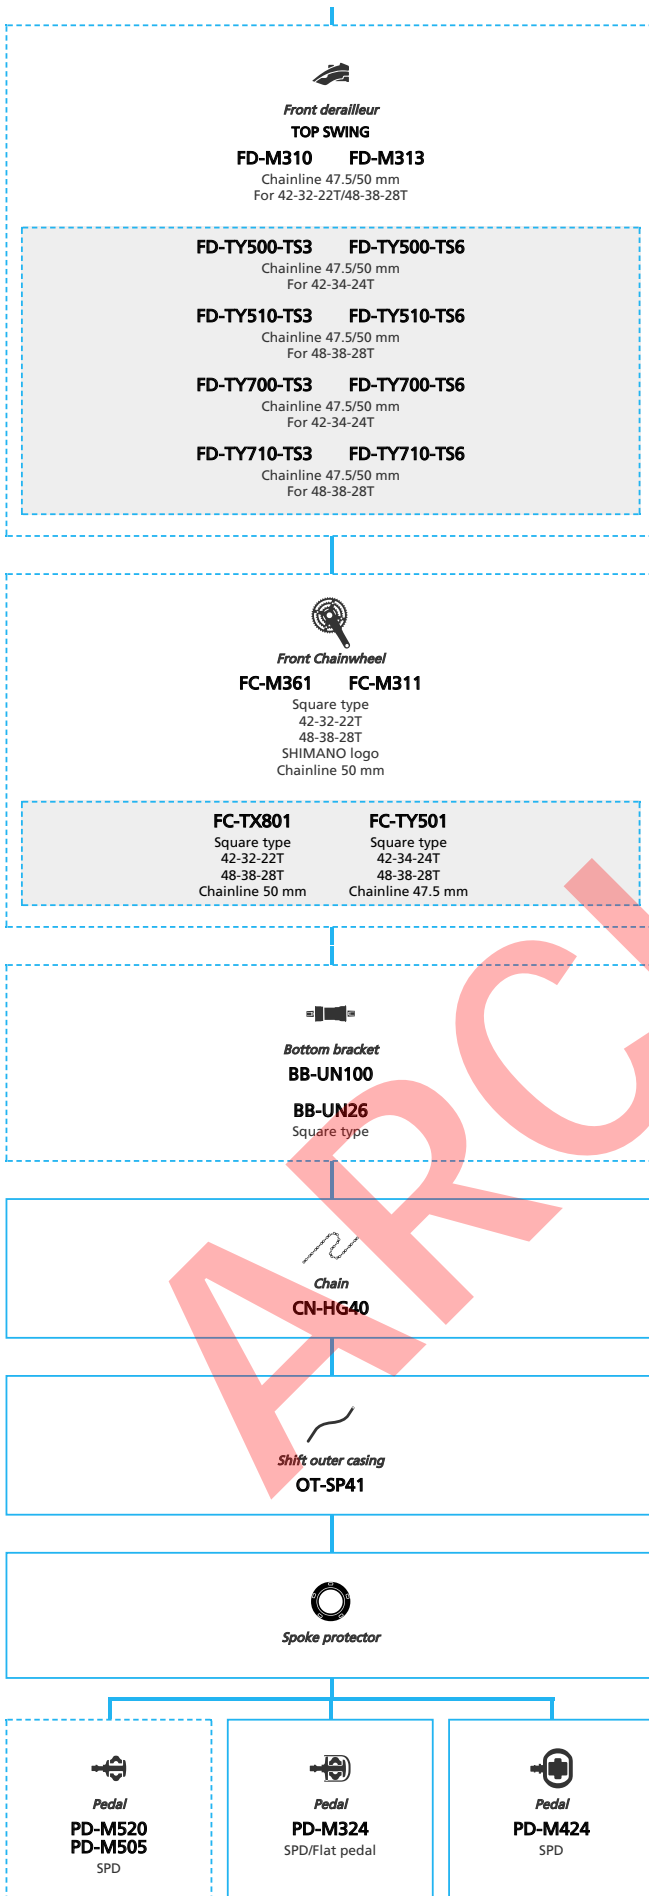 Front derailleur
TOP SWING
FD-M310 FD-M313
Chainline 47.5/50 mm
For 42-32-22T/48-38-28T
FD-TY500-TS3 FD-TY500-TS6
Chainline 47.5/50 mm
For 42-34-24T
FD-TY510-TS3 FD-TY510-TS6
Chainline 47.5/50 mm
For 48-38-28T
FD-TY700-TS3 FD-TY700-TS6
Chainline 47.5/50 mm
For 42-34-24T
FD-TY710-TS3 FD-TY710-TS6
Chainline 47.5/50 mm
For 48-38-28T
Front Chainwheel
FC-M361 FC-M311
Square type
42-32-22T
48-38-28T
SHIMANO logo
Chainline 50 mm
FC-TX801 FC-TY501
Square type Square type
42-32-22T 42-34-24T
48-38-28T 48-38-28T
Chainline 50 mm Chainline 47.5 mm
Bottom bracket
BB-UN100
BB-UN26
Square type
Chain
CN-HG40
Shift outer casing
OT-SP41
Spoke protector
Pedal Pedal Pedal
PD-M520 PD-M324 PD-M424
PD-M505 SPD/Flat pedal SPD
SPD
ARC